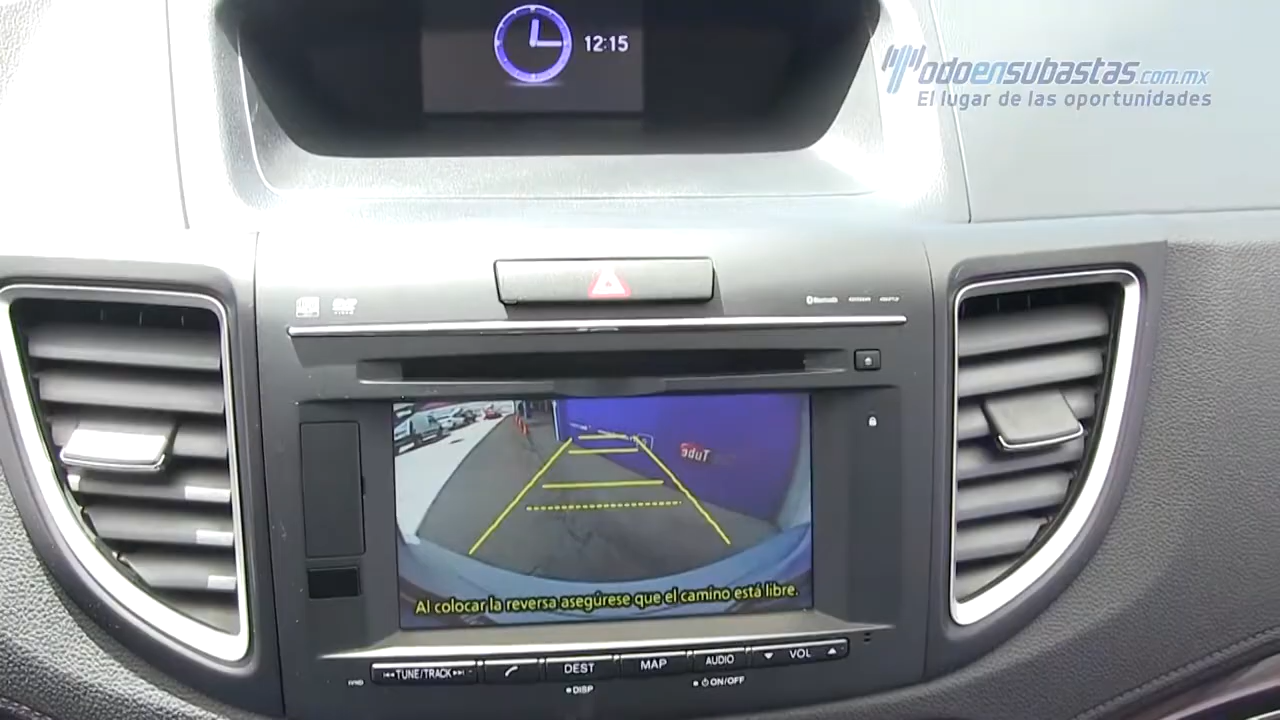 12:15
Todoensubastas.com.mx
El lugar de las oportunidades
Bluetooth
Al colocar la reversa asegúrese que el camino está libre.
TUNE/TRACK
DEST
MAP
AUDIO
VOL
DISP
ON/OFF